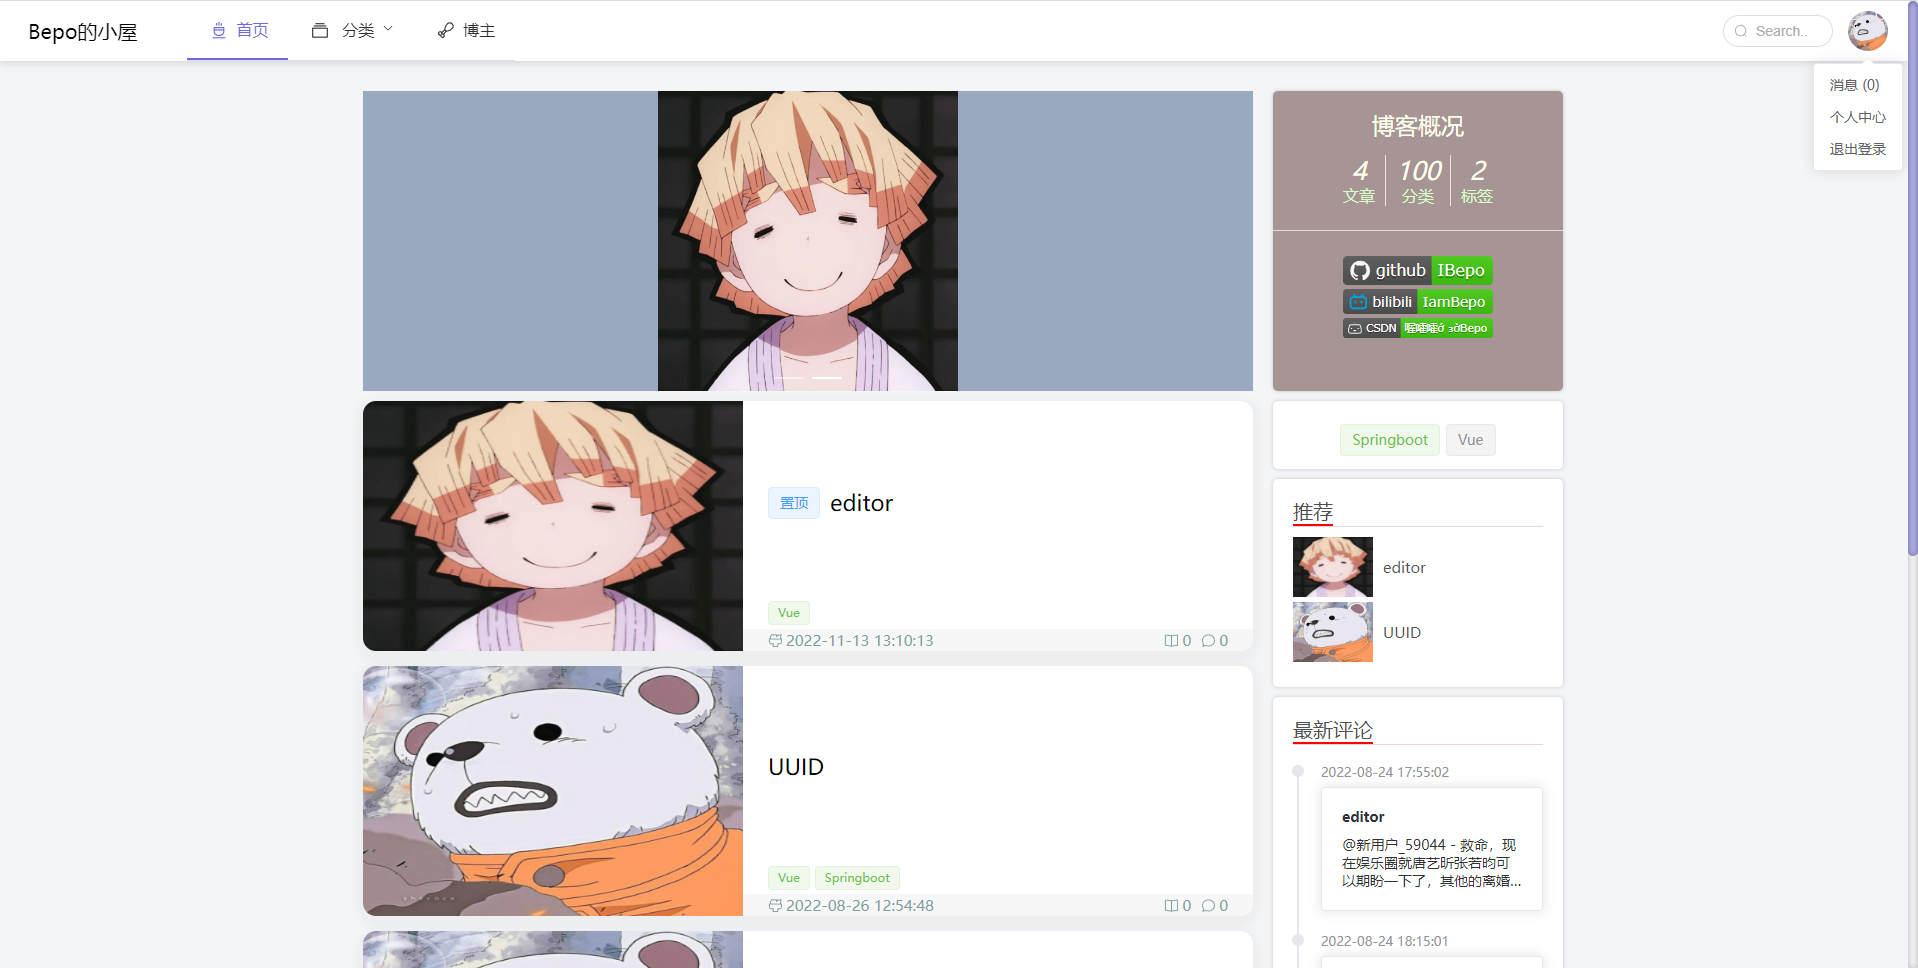 Bepo的小屋
首页
分类
博主
Search..
消息 (0)
个人中心
退出登录
博客概况
4 100 2
文章 分类 标签
github IBepo
bilibili IamBepo
CSDN
置顶 editor
Vue
2022-11-13 13:10:13 0 0
UUID
Vue Springboot
2022-08-26 12:54:48 0 0
Springboot Vue
推荐
editor
UUID
最新评论
2022-08-24 17:55:02
editor
@新用户_59044 - 救命，现
在娱乐圈就唐艺昕张若昀可
以期盼一下了，其他的离婚...
2022-08-24 18:15:01